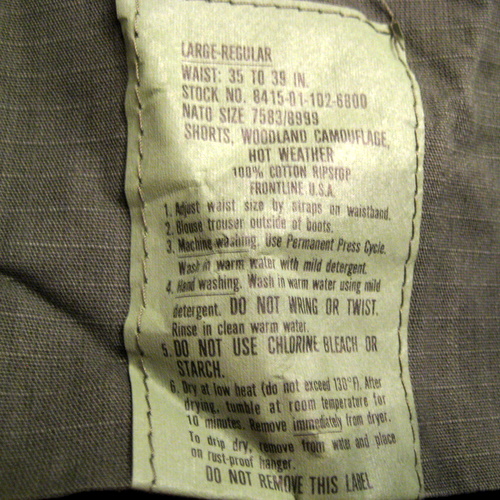 LARGE-REGULAR
WAIST: 35 TO 39 IN.
STOCK NO. 8415-01-102-6800
NATO SIZE 7583/8999
SHORTS, WOODLAND CAMOUFLAGE,
HOT WEATHER
100% COTTON RIPSTOP
FRONTLINE U.S.A.
1. Adjust waist size by straps on waistband.
2. Blouse trouser outside of boots.
3. Machine washing. Use Permanent Press Cycle.
Wash in warm water with mild detergent.
4. Hand washing. Wash in warm water using mild
detergent. DO NOT WRING OR TWIST.
Rinse in clean warm water.
5. DO NOT USE CHLORINE BLEACH OR
STARCH.
6. Dry at low heat (do not exceed 130°F). After
drying, tumble at room temperature for
10 minutes. Remove immediately from dryer.
To drip dry, remove from water and place
on rust-proof hanger.
DO NOT REMOVE THIS LABEL